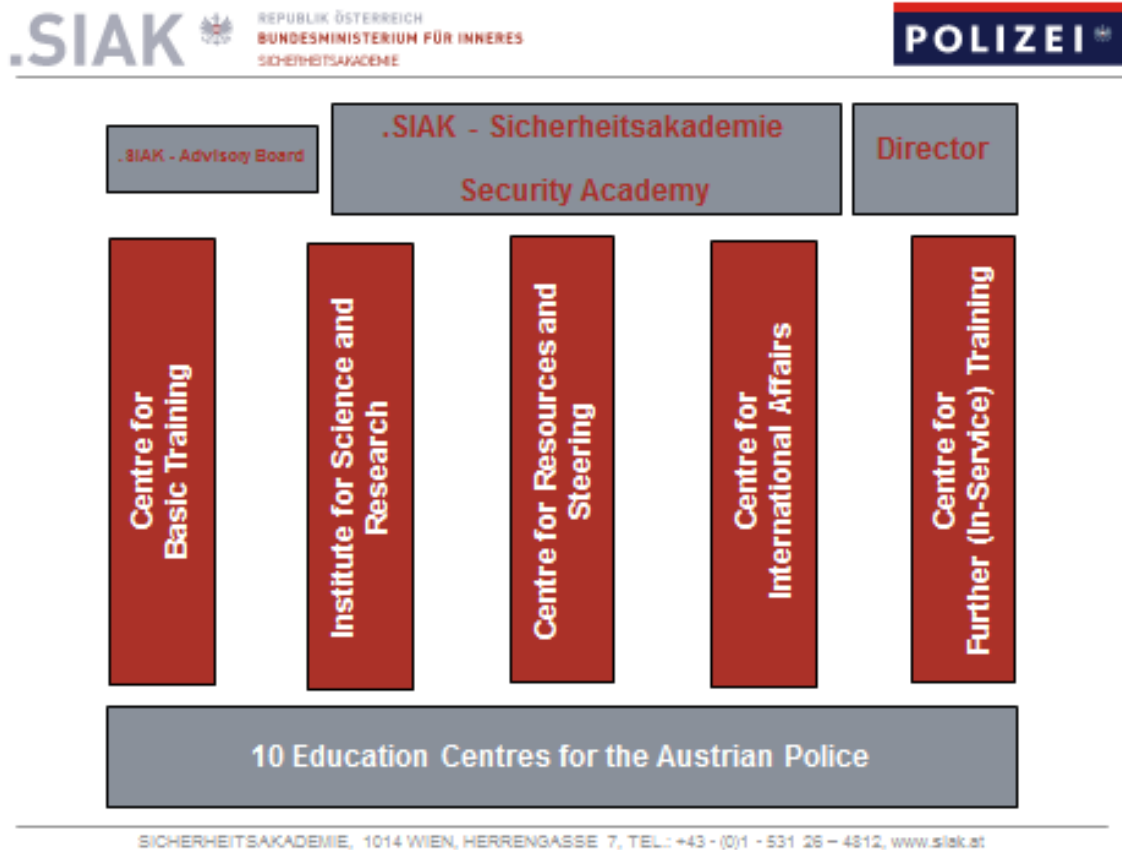 .SIAK
REPUBLIK ÖSTERREICH
BUNDESMINISTERIUM FÜR INNERES
SICHERHEITSAKADEMIE
POLIZEI
.SIAK - Advisory Board
.SIAK - Sicherheitsakademie
Security Academy
Director
Centre for
Basic Training
Institute for Science and
Research
Centre for Resources and
Steering
Centre for
International Affairs
Centre for
Further (In-Service) Training
10 Education Centres for the Austrian Police
SICHERHEITSAKADEMIE, 1014 WIEN, HERRENGASSE 7, TEL.: +43 - (0)1 - 531 26 – 4812, www.siak.at